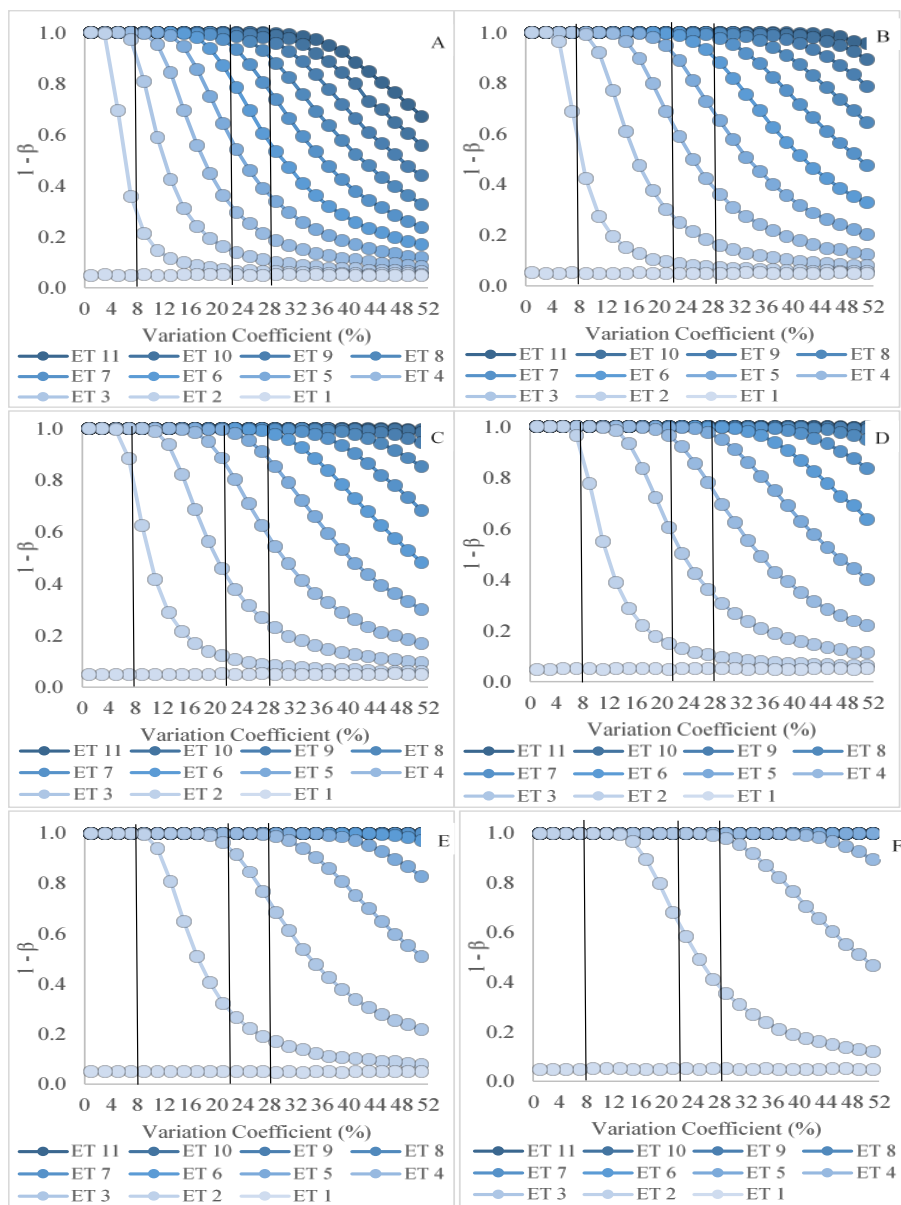 A
1.0
0.8
0.6
0.4
0.2
0.0
1 - β
0 4 8 12 16 20 24 28 32 36 40 44 48 52
Variation Coefficient (%)
ET 11 ET 10 ET 9 ET 8
ET 7 ET 6 ET 5 ET 4
ET 3 ET 2 ET 1
B
1.0
0.8
0.6
0.4
0.2
0.0
1 - β
0 4 8 12 16 20 24 28 32 36 40 44 48 52
Variation Coefficient (%)
ET 11 ET 10 ET 9 ET 8
ET 7 ET 6 ET 5 ET 4
ET 3 ET 2 ET 1
C
1.0
0.8
0.6
0.4
0.2
0.0
1 - β
0 4 8 12 16 20 24 28 32 36 40 44 48 52
Variation Coefficient (%)
ET 11 ET 10 ET 9 ET 8
ET 7 ET 6 ET 5 ET 4
ET 3 ET 2 ET 1
D
1.0
0.8
0.6
0.4
0.2
0.0
1 - β
0 4 8 12 16 20 24 28 32 36 40 44 48 52
Variation Coefficient (%)
ET 11 ET 10 ET 9 ET 8
ET 7 ET 6 ET 5 ET 4
ET 3 ET 2 ET 1
E
1.0
0.8
0.6
0.4
0.2
0.0
1 - β
0 4 8 12 16 20 24 28 32 36 40 44 48 52
Variation Coefficient (%)
ET 11 ET 10 ET 9 ET 8
ET 7 ET 6 ET 5 ET 4
ET 3 ET 2 ET 1
F
1.0
0.8
0.6
0.4
0.2
0.0
1 - β
0 4 8 12 16 20 24 28 32 36 40 44 48 52
Variation Coefficient (%)
ET 11 ET 10 ET 9 ET 8
ET 7 ET 6 ET 5 ET 4
ET 3 ET 2 ET 1